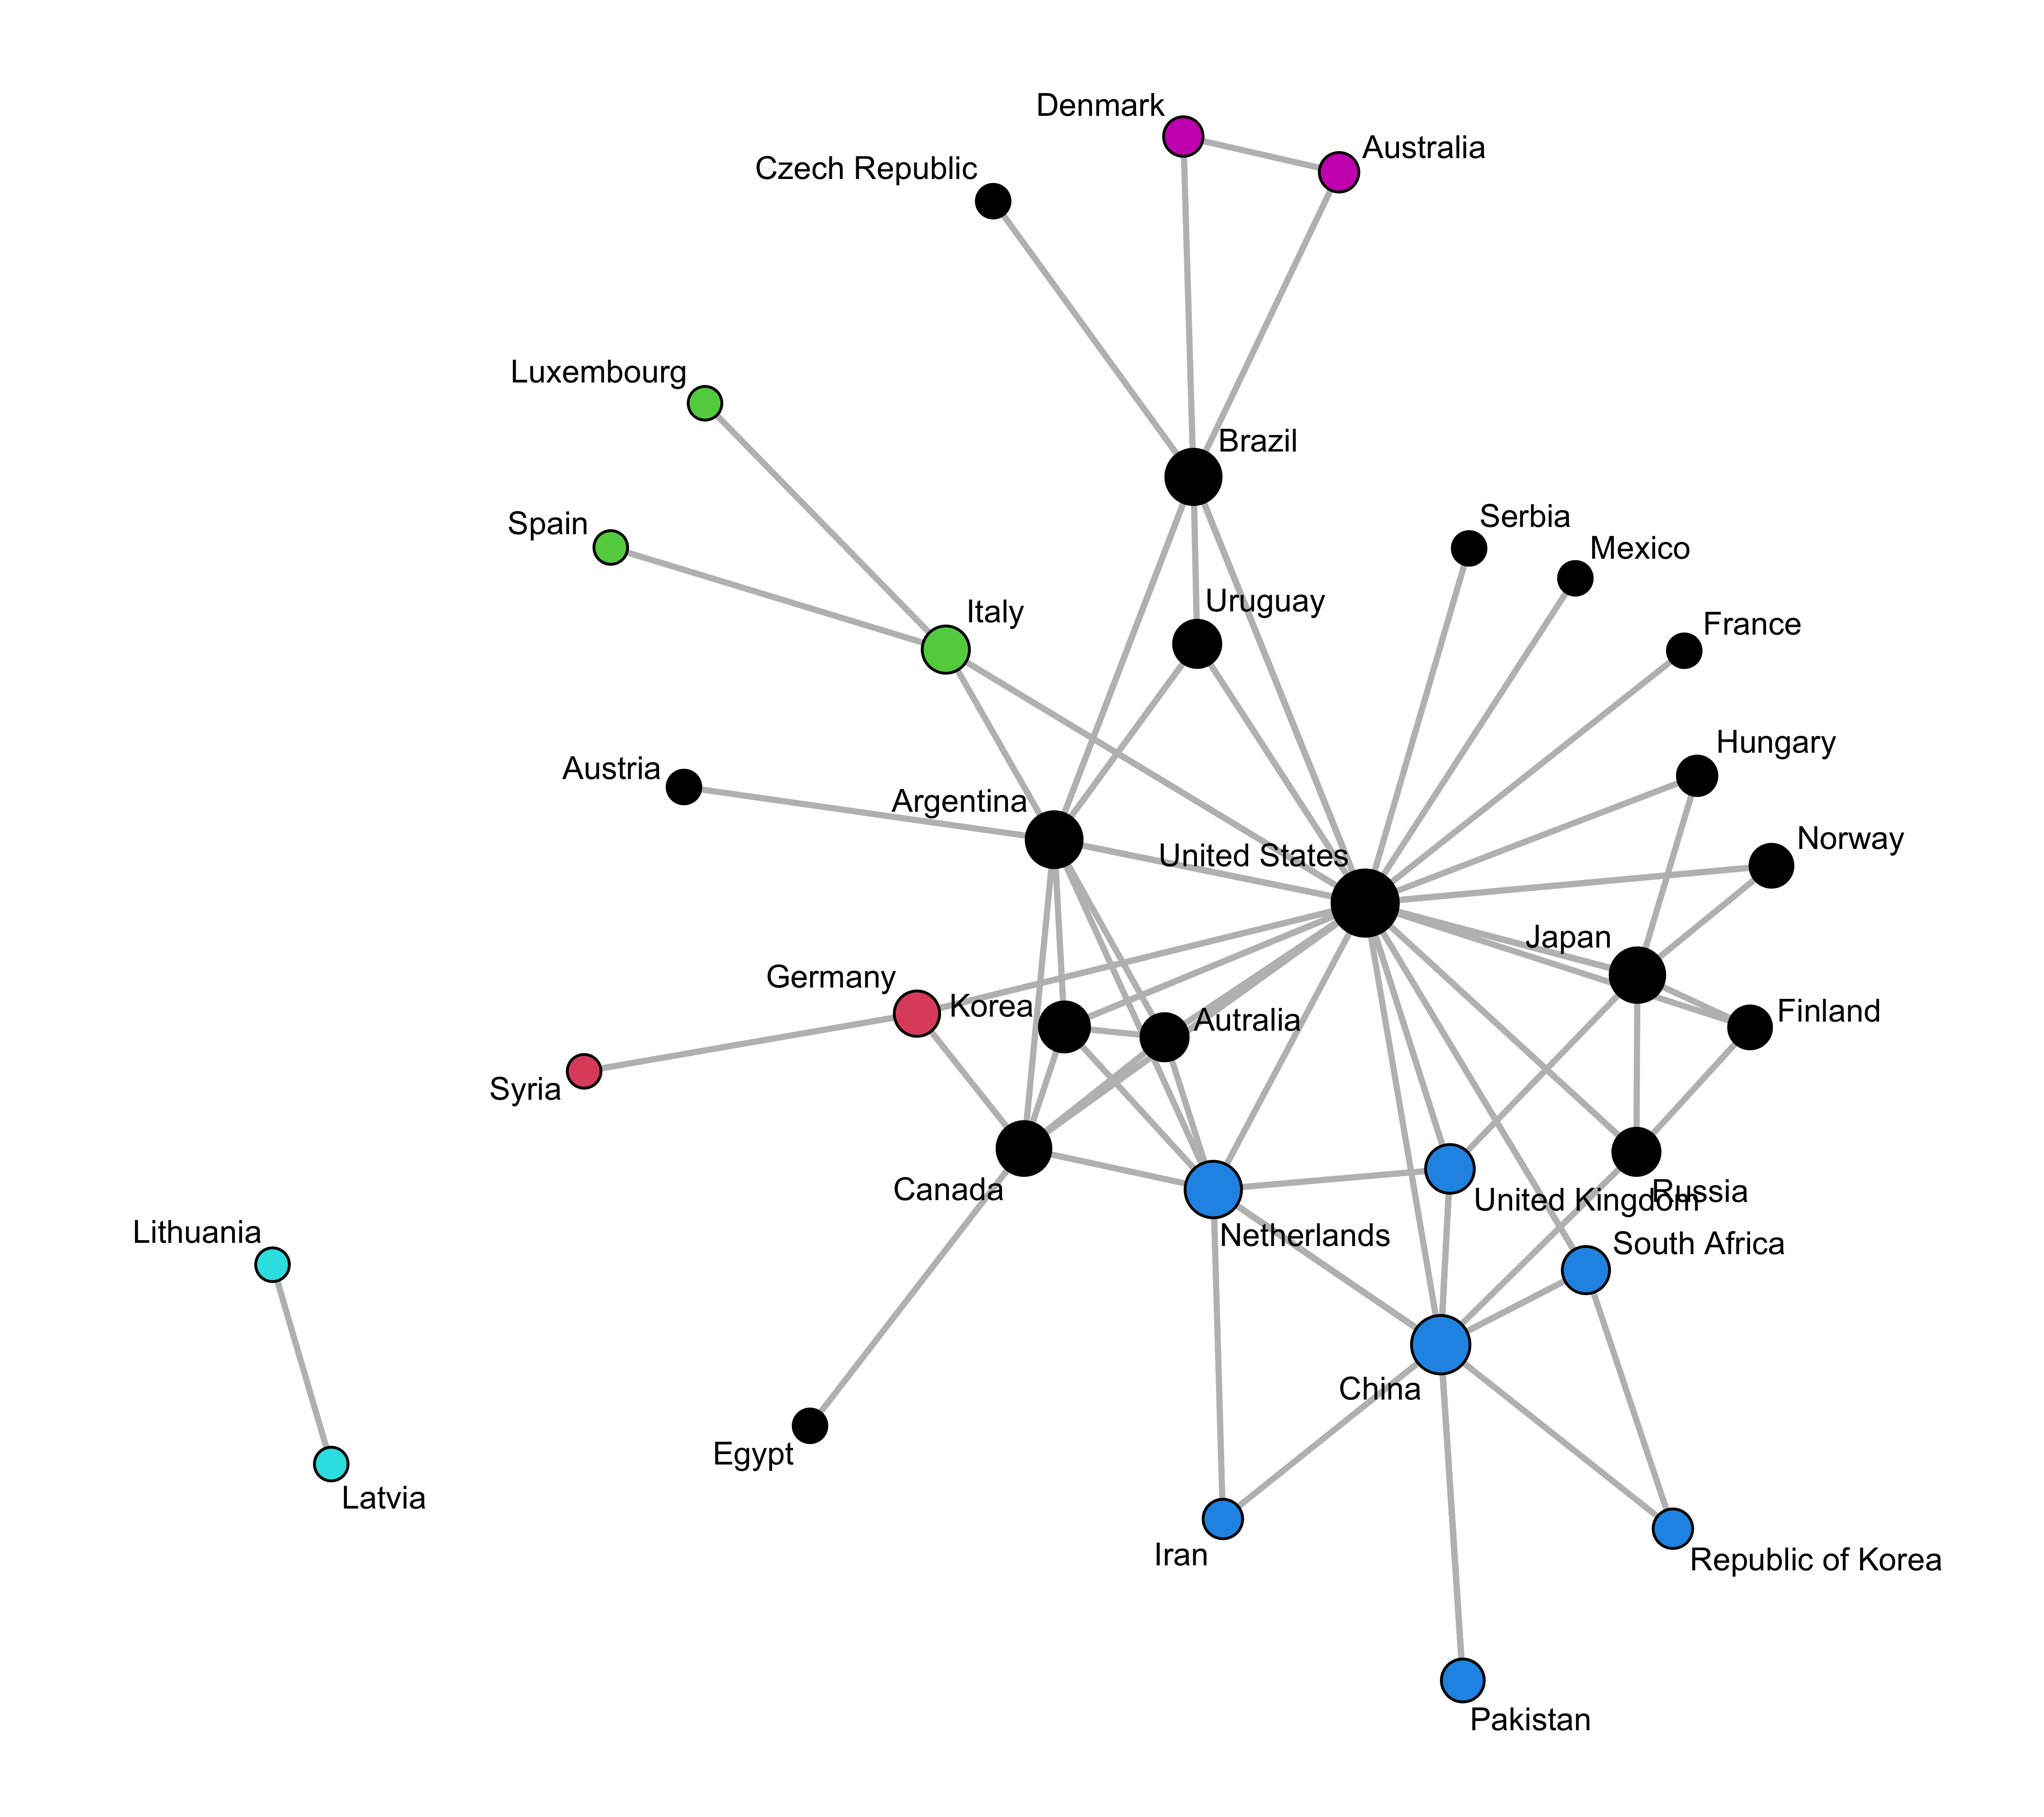 Denmark
Australia
Czech Republic
Luxembourg
Brazil
Serbia
Spain
Mexico
Uruguay
Italy
France
Hungary
Austria
Argentina
Norway
United States
Japan
Germany
Korea
Autralia
Finland
Syria
Canada
United Kingdom
Russia
Netherlands
South Africa
Lithuania
China
Egypt
Latvia
Iran
Republic of Korea
Pakistan